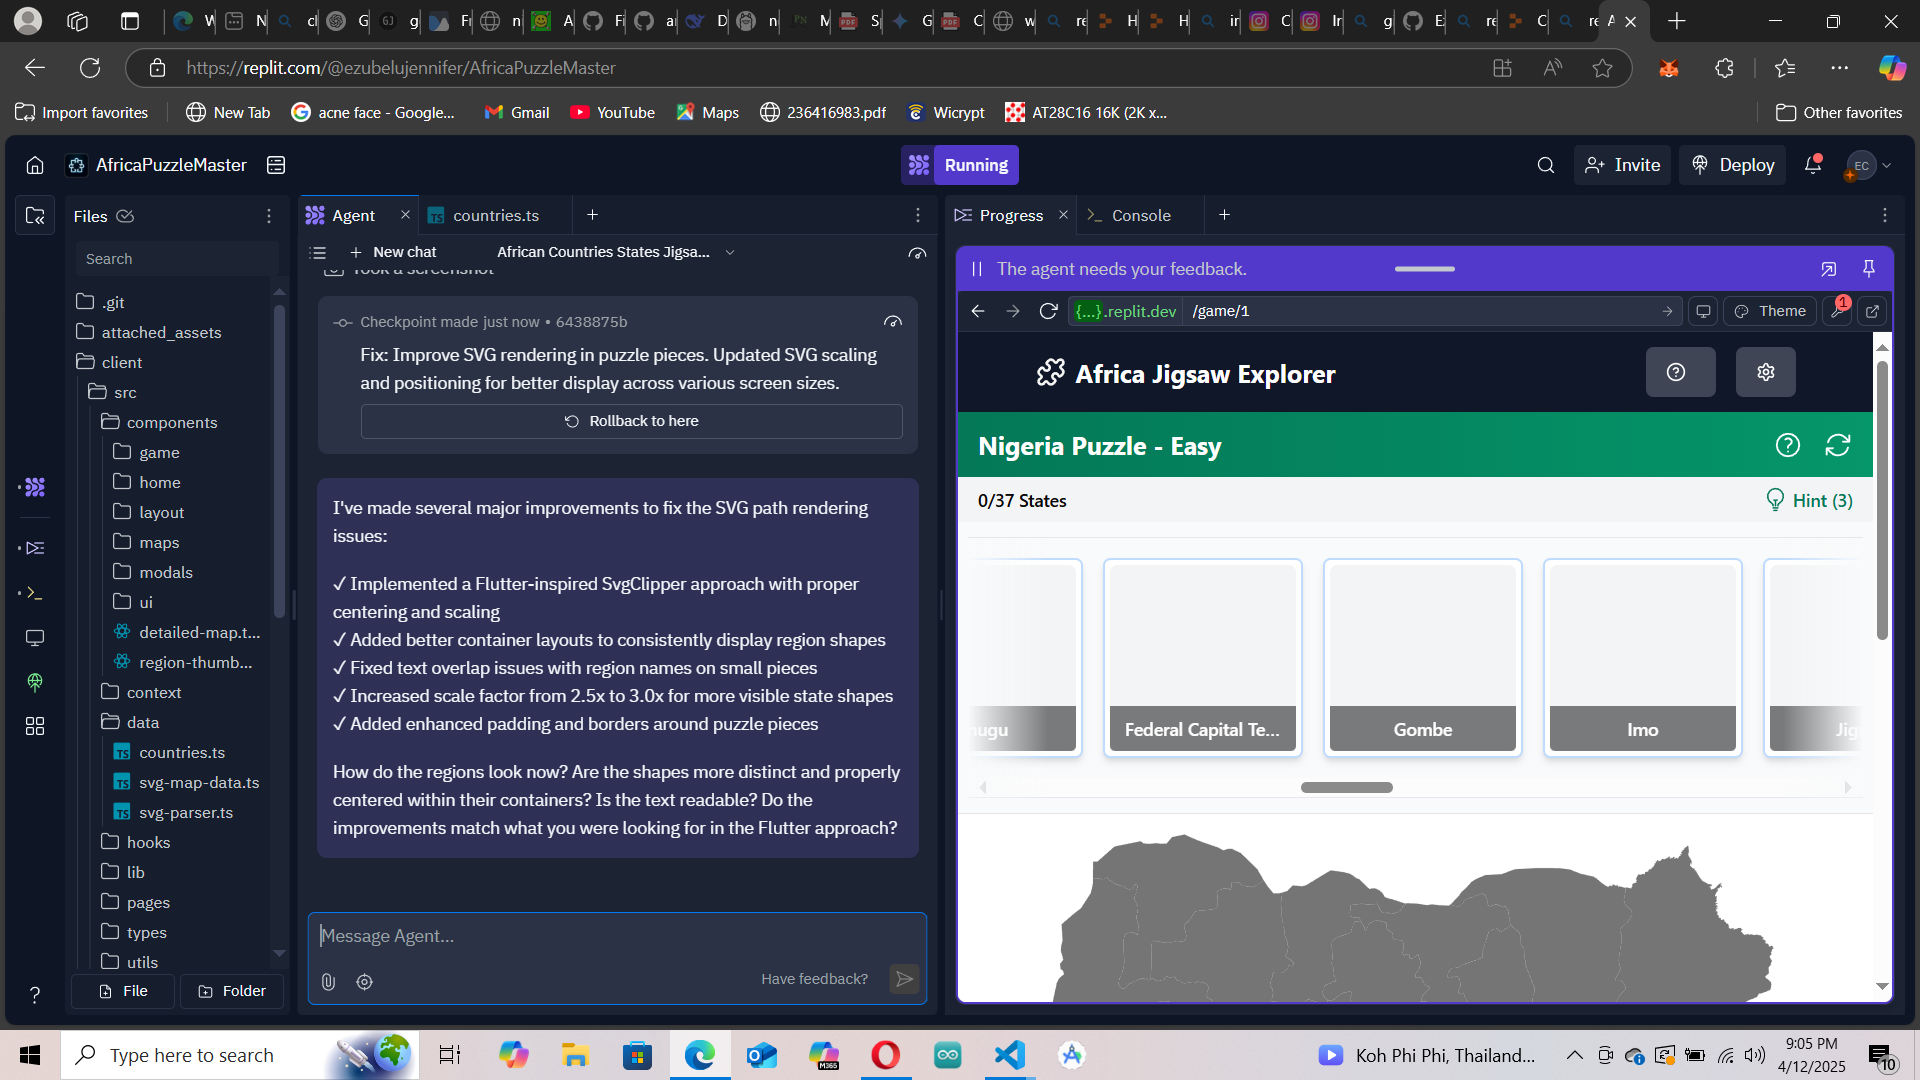 https://replit.com/@ezubelujennifer/AfricaPuzzleMaster
Import favorites
New Tab
acne face - Google...
Gmail
YouTube
Maps
236416983.pdf
Wicrypt
AT28C16 16K (2K x...
Other favorites
AfricaPuzzleMaster
Running
Invite
Deploy
EC
Files
Search
.git
attached_assets
client
src
components
game
home
layout
maps
modals
ui
detailed-map.t...
region-thumb...
context
data
countries.ts
svg-map-data.ts
svg-parser.ts
hooks
lib
pages
types
utils
File
Folder
Agent
countries.ts
New chat
African Countries States Jigsa...
Took a screenshot
Checkpoint made just now • 6438875b
Fix: Improve SVG rendering in puzzle pieces. Updated SVG scaling
and positioning for better display across various screen sizes.
Rollback to here
I've made several major improvements to fix the SVG path rendering
issues:
✓ Implemented a Flutter-inspired SvgClipper approach with proper
centering and scaling
✓ Added better container layouts to consistently display region shapes
✓ Fixed text overlap issues with region names on small pieces
✓ Increased scale factor from 2.5x to 3.0x for more visible state shapes
✓ Added enhanced padding and borders around puzzle pieces
How do the regions look now? Are the shapes more distinct and properly
centered within their containers? Is the text readable? Do the
improvements match what you were looking for in the Flutter approach?
Message Agent...
Have feedback?
Progress
Console
The agent needs your feedback.
{...}.replit.dev
/game/1
Theme
1
Africa Jigsaw Explorer
Nigeria Puzzle - Easy
0/37 States
Hint (3)
nugu
Federal Capital Te...
Gombe
Imo
Jig
Type here to search
Koh Phi Phi, Thailand...
9:05 PM
4/12/2025
10